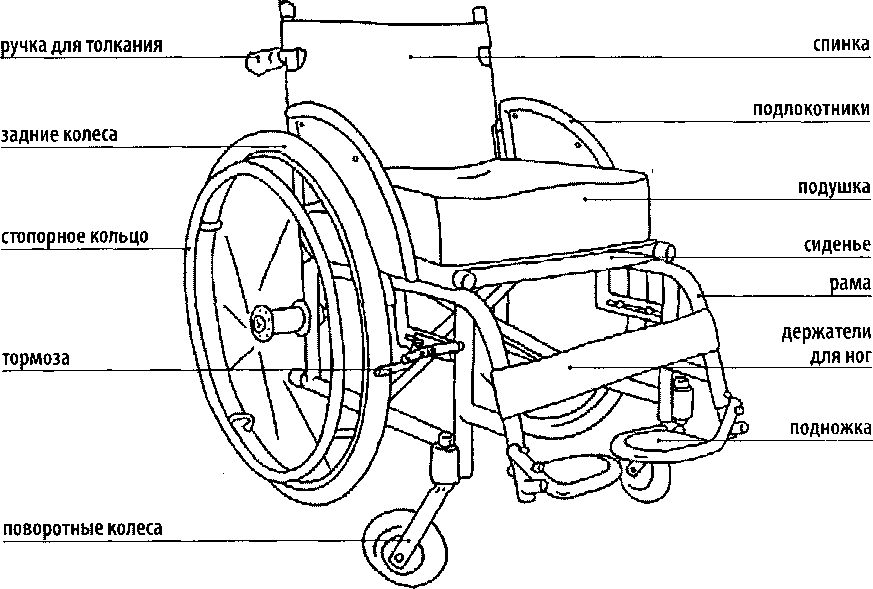 ручка для толкания
задние колеса
стопорное кольцо
тормоза
поворотные колеса
спинка
подлокотники
подушка
сиденье
рама
держатели
для ног
подножка